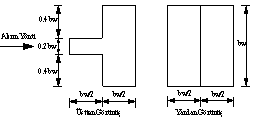 0.4 bw
Akım Yönü
0.2 bw
0.4 bw
bw
bw/2 bw/2 bw/2 bw/2
Üstten Görünüş Yandan Görünüş